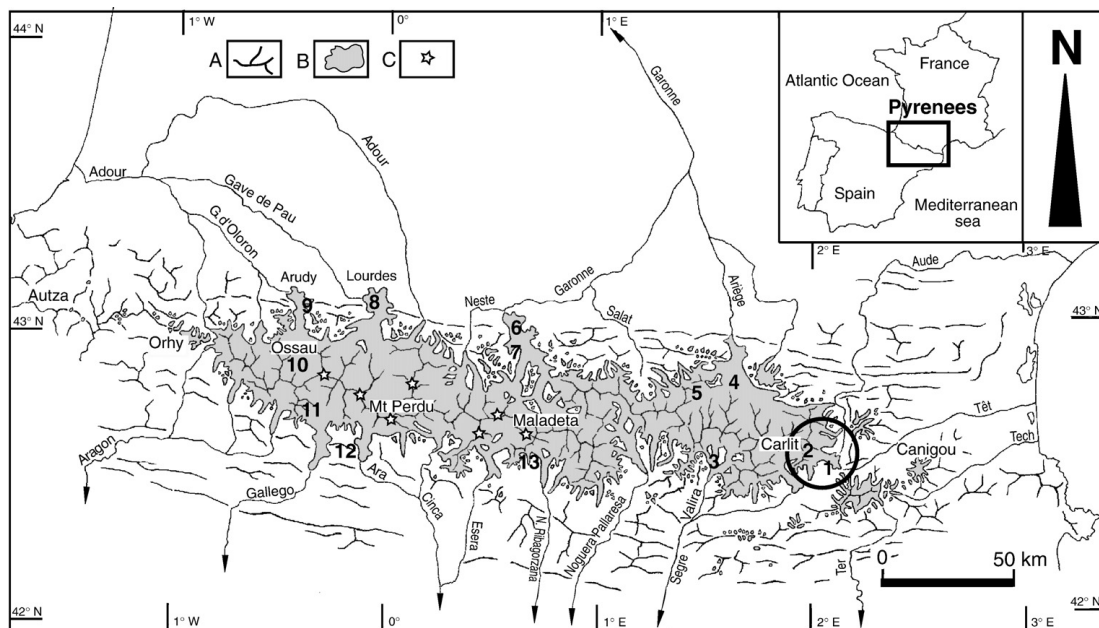 44° N
1° W
0°
1° E
A
B
C
Atlantic Ocean
France
Pyrenees
Spain
Mediterranean
sea
N
2° E
3° E
Garonne
Adour
Adour
Gave de Pau
G.d'Oloron
Arudy
Lourdes
Neste
Garonne
Salat
Ariège
Aude
Autza
43° N
43° N
Orhy
9
8
6
7
Ossau
10
11
12
Mt Perdu
Maladeta
13
5
4
3
Carlit
2
1
Canigou
Têt
Tech
Aragon
Gallego
Ara
Cinca
Esera
N. Ribagorzana
Noguera Pallaresa
Valira
Segre
Ter
0
50 km
42° N
42° N
1° W
0°
1° E
2° E
3° E